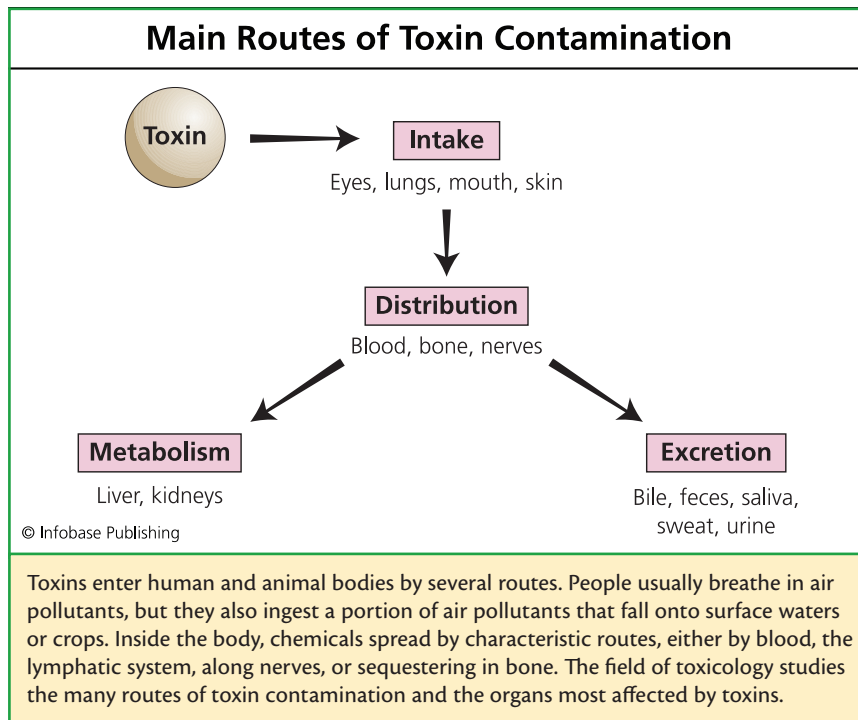 Main Routes of Toxin Contamination
Toxin
Intake
Eyes, lungs, mouth, skin
Distribution
Blood, bone, nerves
Metabolism
Liver, kidneys
Excretion
Bile, feces, saliva,
sweat, urine
© Infobase Publishing
Toxins enter human and animal bodies by several routes. People usually breathe in air
pollutants, but they also ingest a portion of air pollutants that fall onto surface waters
or crops. Inside the body, chemicals spread by characteristic routes, either by blood, the
lymphatic system, along nerves, or sequestering in bone. The field of toxicology studies
the many routes of toxin contamination and the organs most affected by toxins.